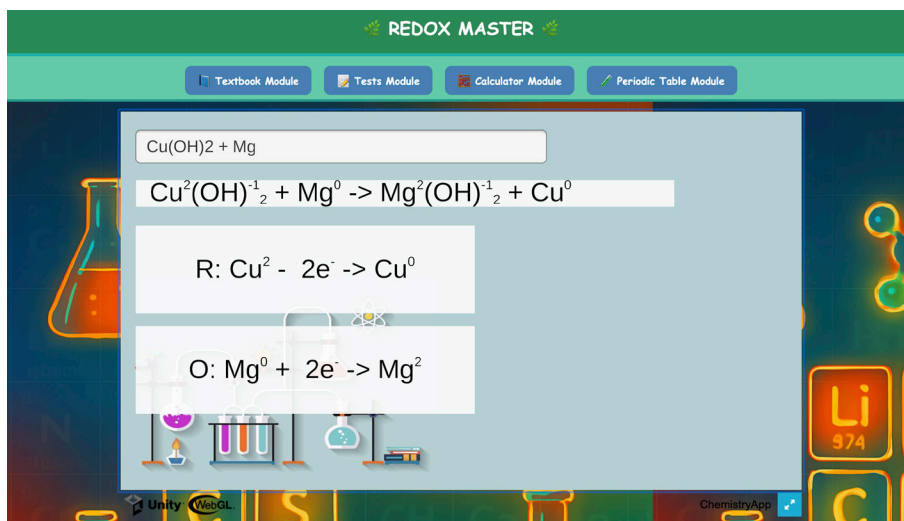 🌿 REDOX MASTER 🌿
Textbook Module
Tests Module
Calculator Module
Periodic Table Module
Cu(OH)2 + Mg
Cu²(OH)⁻¹₂ + Mg⁰ -> Mg²(OH)⁻¹₂ + Cu⁰
R: Cu² - 2e⁻ -> Cu⁰
O: Mg⁰ + 2e⁻ -> Mg²
Li
974
N
C
S
C
Unity WebGL.
ChemistryApp